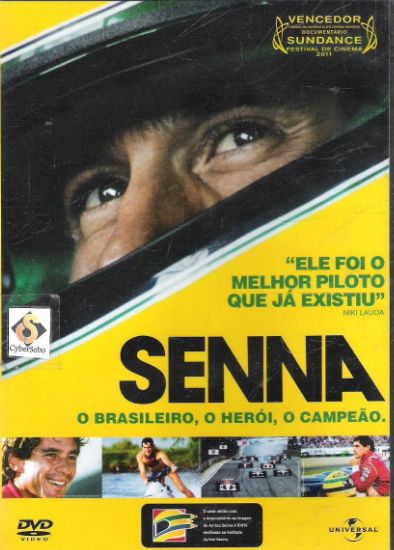 VENCEDOR
DOCUMENTÁRIO
SUNDANCE
FESTIVAL DE CINEMA
2011
"ELE FOI O
MELHOR PILOTO
QUE JÁ EXISTIU"
NIKI LAUDA
CyberSebo
SENNA
O BRASILEIRO, O HERÓI, O CAMPEÃO.
DVD
VIDEO
UNIVERSAL